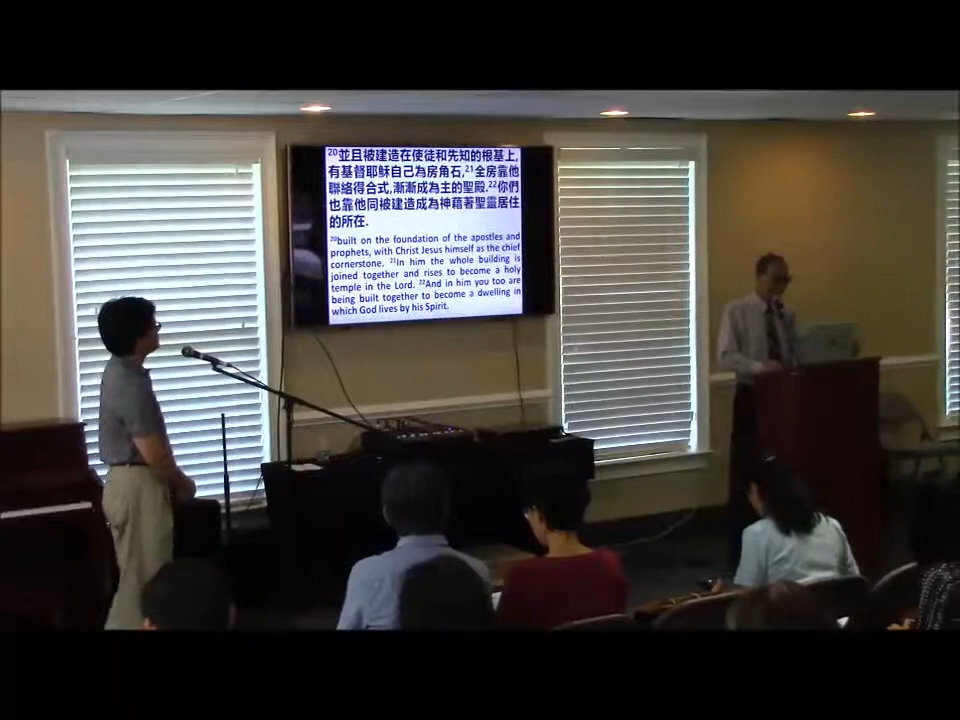 20並且被建造在使徒和先知的根基上,
有基督耶穌自己為房角石,21全房靠他
聯絡得合式,漸漸成為主的聖殿.22你們
也靠他同被建造成為神藉著聖靈居住
的所在.
20built on the foundation of the apostles and
prophets, with Christ Jesus himself as the chief
cornerstone. 21In him the whole building is
joined together and rises to become a holy
temple in the Lord. 22And in him you too are
being built together to become a dwelling in
which God lives by his Spirit.